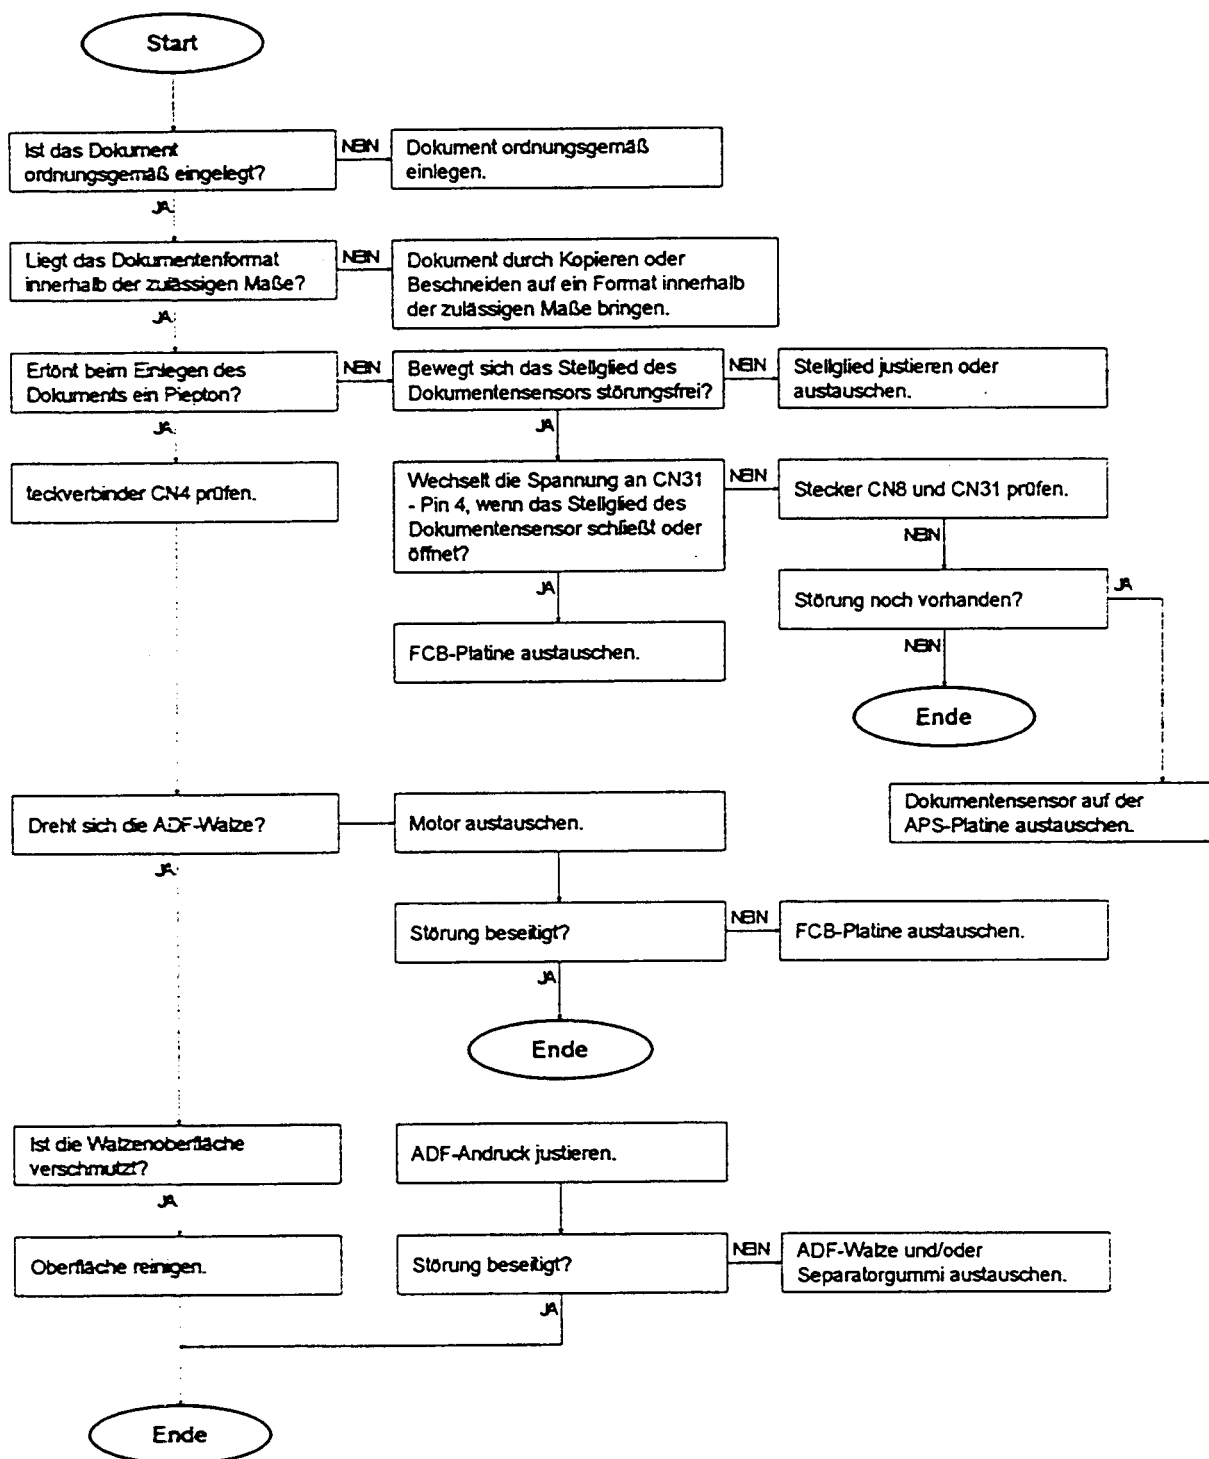 Start
Ist das Dokument
ordnungsgemäß eingelegt?
NEIN
Dokument ordnungsgemäß
einlegen.
JA
Liegt das Dokumentenformat
innerhalb der zulässigen Maße?
NEIN
Dokument durch Kopieren oder
Beschneiden auf ein Format innerhalb
der zulässigen Maße bringen.
JA
Ertönt beim Einlegen des
Dokuments ein Piepton?
NEIN
Bewegt sich das Stellglied des
Dokumentensensors störungsfrei?
NEIN
Stellglied justieren oder
austauschen.
JA
JA
teckverbinder CN4 prüfen.
Wechselt die Spannung an CN31
- Pin 4, wenn das Stellglied des
Dokumentensensor schließt oder
öffnet?
NEIN
Stecker CN8 und CN31 prüfen.
NEIN
JA
Störung noch vorhanden?
JA
FCB-Platine austauschen.
NEIN
Ende
Dokumentensensor auf der
APS-Platine austauschen.
Dreht sich die ADF-Walze?
Motor austauschen.
JA
Störung beseitigt?
NEIN
FCB-Platine austauschen.
JA
Ende
Ist die Walzenoberfläche
verschmutzt?
ADF-Andruck justieren.
JA
Oberfläche reinigen.
Störung beseitigt?
NEIN
ADF-Walze und/oder
Separatorgummi austauschen.
JA
Ende